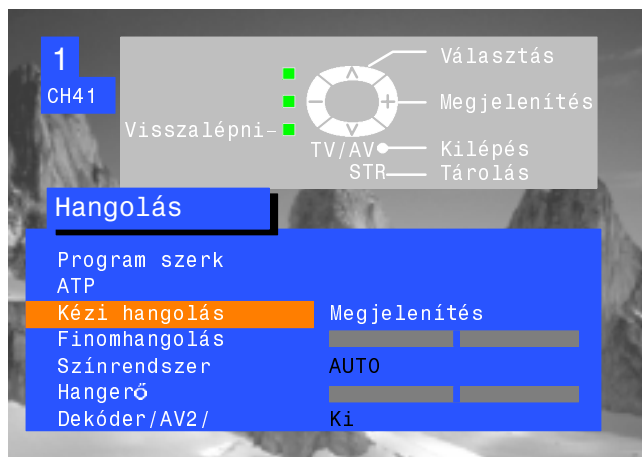 1
CH41
Választás
Megjelenítés
Visszalépni
TV/AV Kilépés
STR Tárolás
Hangolás
Program szerk
ATP
Kézi hangolás Megjelenítés
Finomhangolás
Színrendszer AUTO
Hangerő
Dekóder/AV2/ Ki